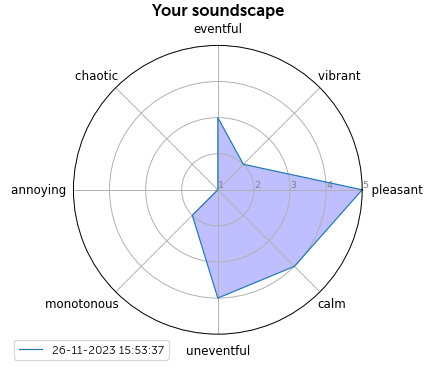 Your soundscape
eventful
chaotic
vibrant
annoying
1
2
3
4
5
pleasant
monotonous
calm
uneventful
26-11-2023 15:53:37